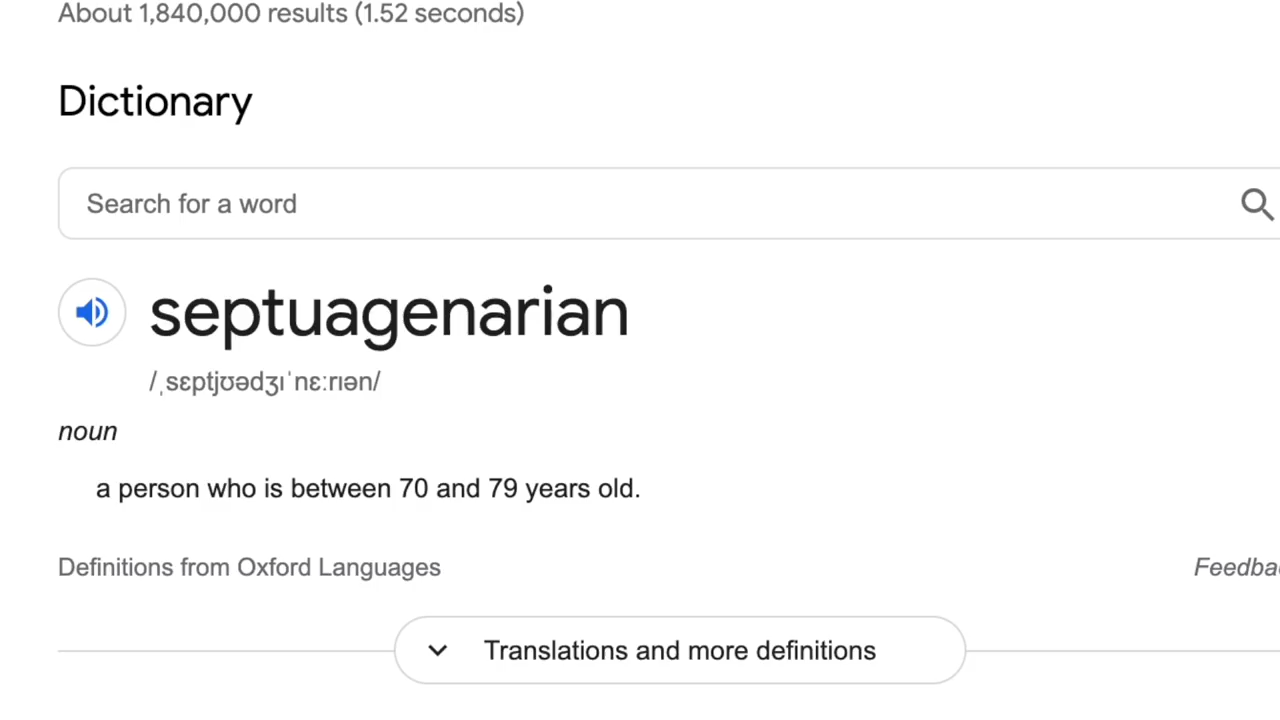 About 1,840,000 results (1.52 seconds)
Dictionary
Search for a word
septuagenarian
/ˌsɛptjʊədʒɪˈnɛːrɪən/
noun
a person who is between 70 and 79 years old.
Definitions from Oxford Languages
Translations and more definitions